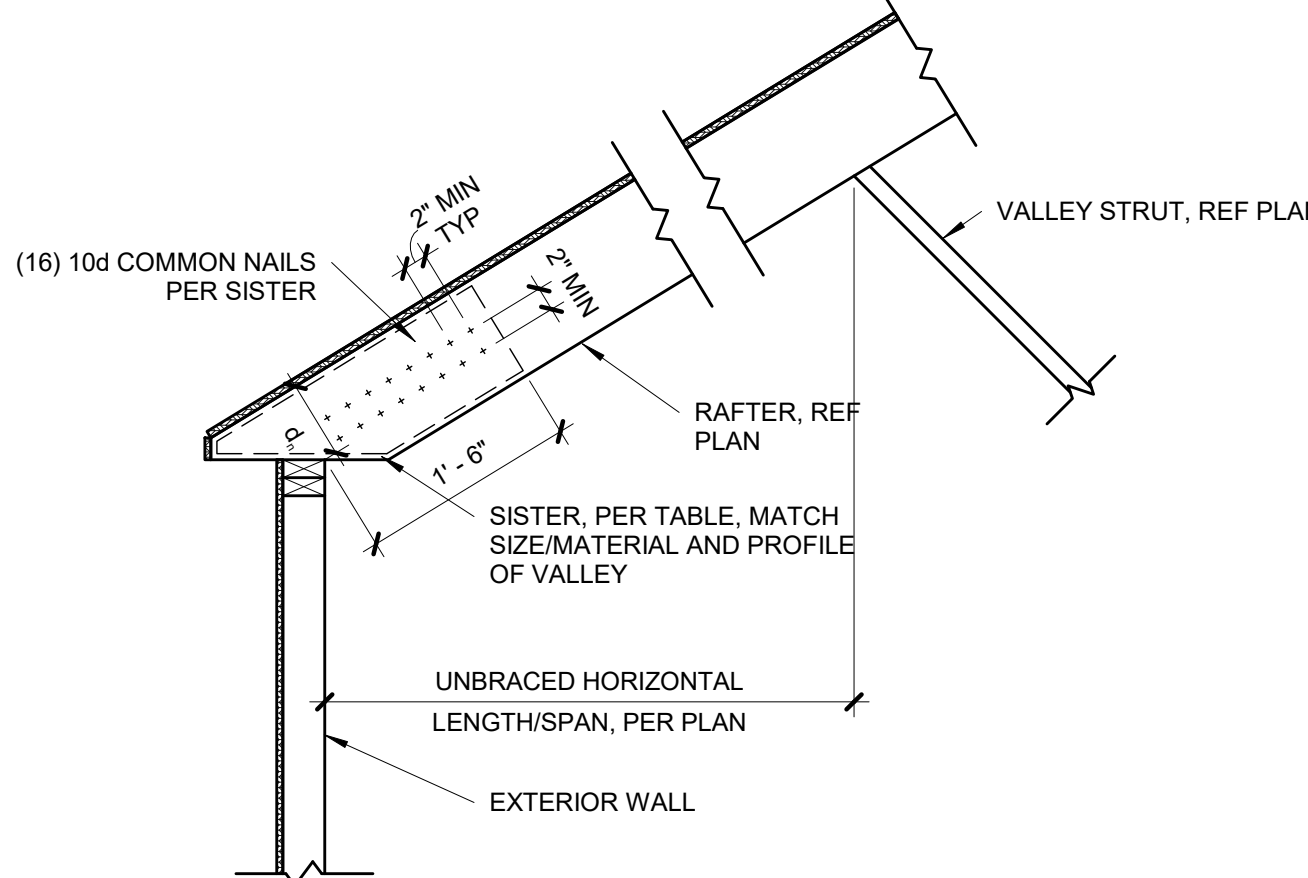 2" MIN
TYP
(16) 10d COMMON NAILS
PER SISTER
2" MIN
VALLEY STRUT, REF
RAFTER, REF
PLAN
dn
1' - 6"
SISTER, PER TABLE, MATCH
SIZE/MATERIAL AND PROFILE
OF VALLEY
UNBRACED HORIZONTAL
LENGTH/SPAN, PER PLAN
EXTERIOR WALL